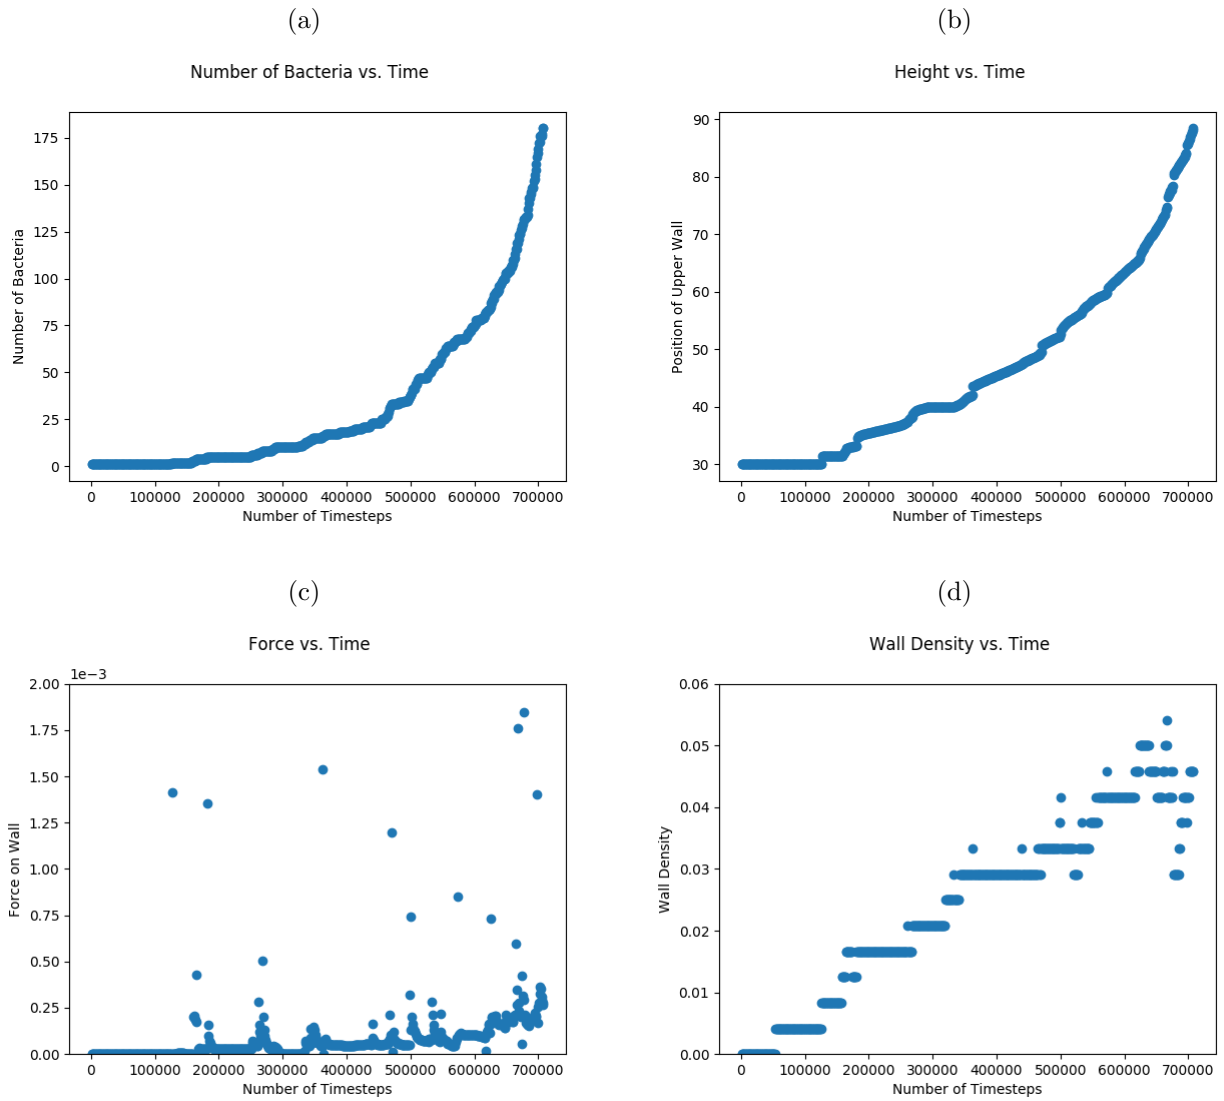 (a)
Number of Bacteria vs. Time
175
150
125
100
75
50
25
0
Number of Bacteria
0 100000 200000 300000 400000 500000 600000 700000
Number of Timesteps
(b)
Height vs. Time
90
80
70
60
50
40
30
Position of Upper Wall
0 100000 200000 300000 400000 500000 600000 700000
Number of Timesteps
(c)
Force vs. Time
1e−3
2.00
1.75
1.50
1.25
1.00
0.75
0.50
0.25
0.00
Force on Wall
0 100000 200000 300000 400000 500000 600000 700000
Number of Timesteps
(d)
Wall Density vs. Time
0.06
0.05
0.04
0.03
0.02
0.01
0.00
Wall Density
0 100000 200000 300000 400000 500000 600000 700000
Number of Timesteps